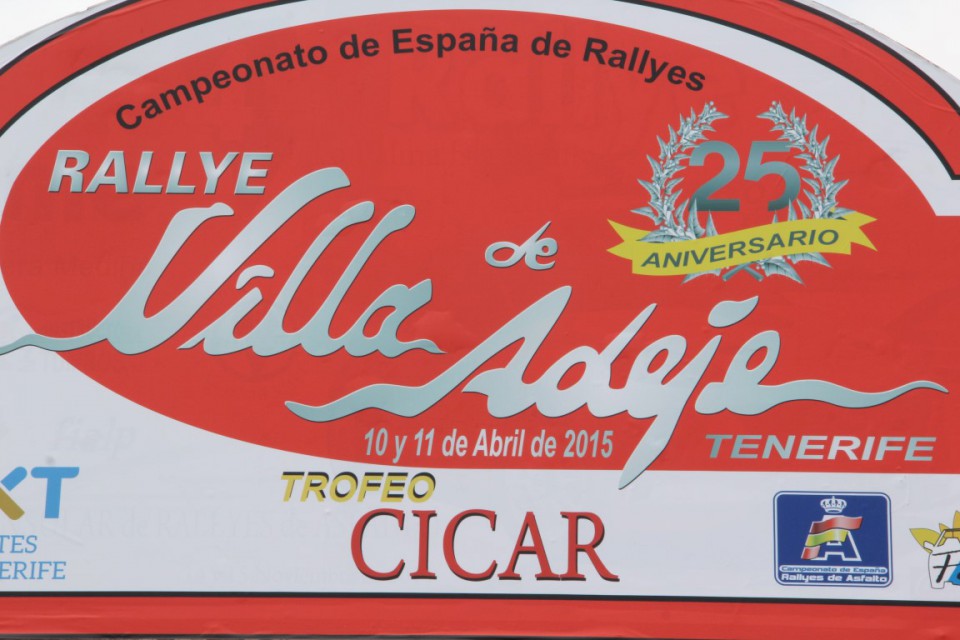 Campeonato de España de Rallyes
RALLYE
Villa de Adeje
25
ANIVERSARIO
10 y 11 de Abril de 2015
TENERIFE
TROFEO
CICAR
Campeonato de España
Rallyes de Asfalto